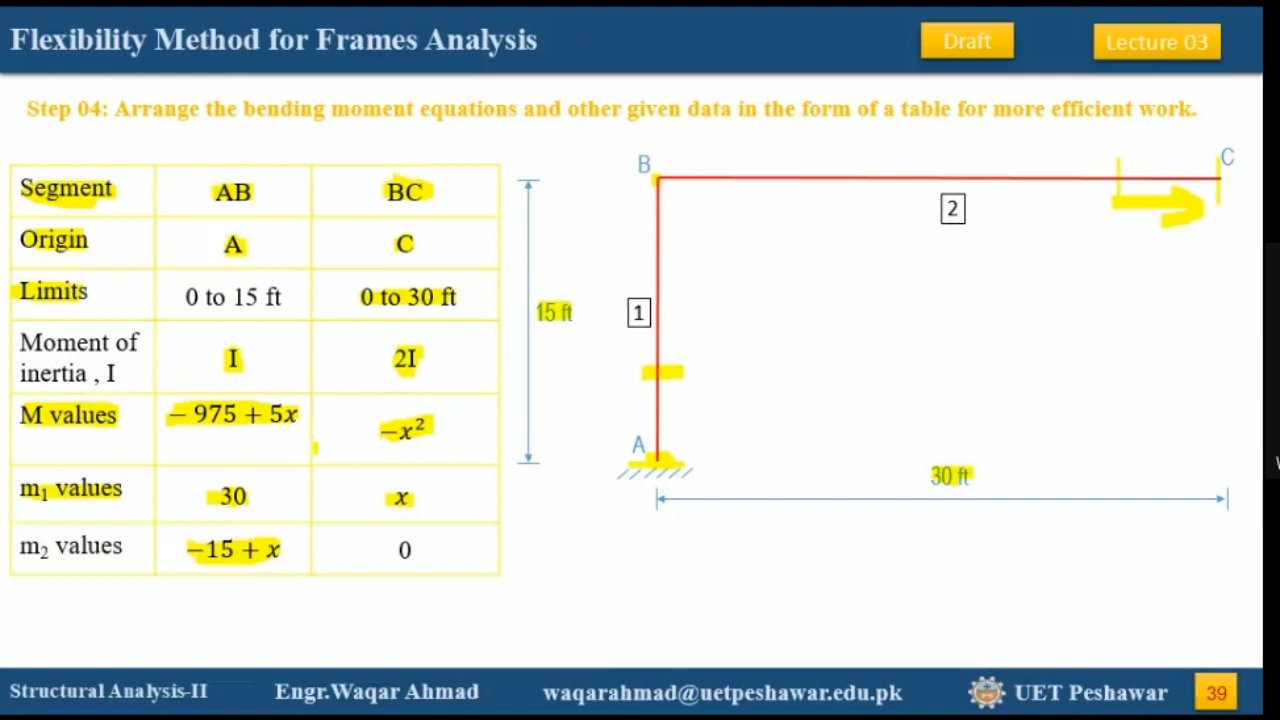 Flexibility Method for Frames Analysis
Draft
Lecture 03
Step 04: Arrange the bending moment equations and other given data in the form of a table for more efficient work.
Segment AB BC
Origin A C
Limits 0 to 15 ft 0 to 30 ft
Moment of
inertia , I I 2I
M values − 975 + 5x −x²
m₁ values 30 x
m₂ values −15 + x 0
B
C
2
15 ft
1
A
30 ft
Structural Analysis-II Engr.Waqar Ahmad waqarahmad@uetpeshawar.edu.pk UET Peshawar 39